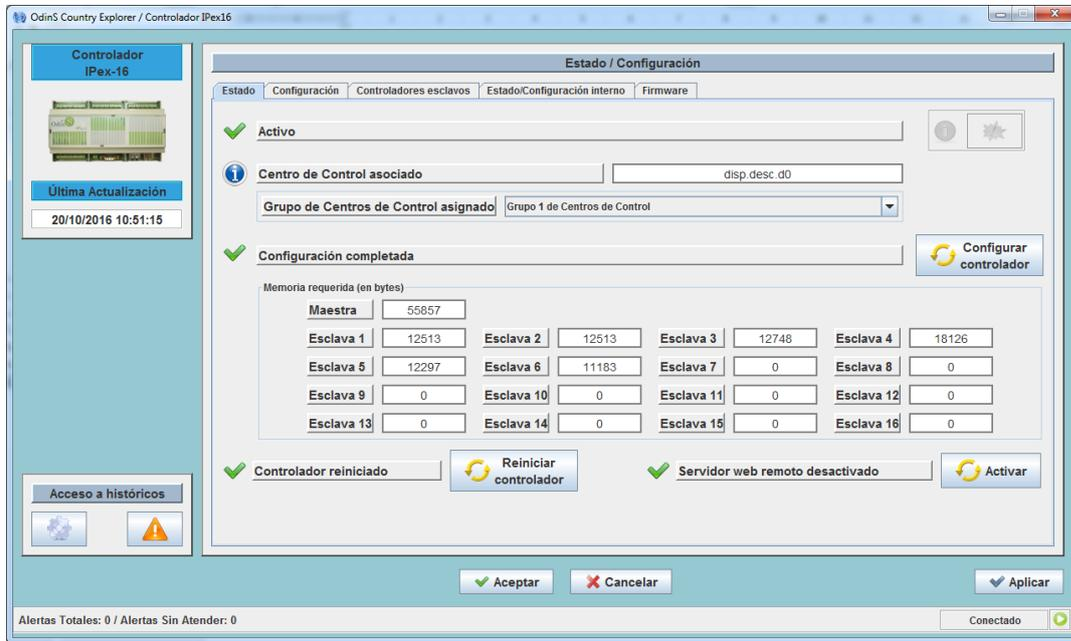 OdinS Country Explorer / Controlador IPex16
Controlador
IPex-16
OdinS
Última Actualización
20/10/2016 10:51:15
Acceso a históricos
Estado / Configuración
Estado Configuración Controladores esclavos Estado/Configuración interno Firmware
Activo
Centro de Control asociado disp.desc.d0
Grupo de Centros de Control asignado Grupo 1 de Centros de Control
Configuración completada Configurar
controlador
Memoria requerida (en bytes)
Maestra 55857
Esclava 1 12513 Esclava 2 12513 Esclava 3 12748 Esclava 4 18126
Esclava 5 12297 Esclava 6 11183 Esclava 7 0 Esclava 8 0
Esclava 9 0 Esclava 10 0 Esclava 11 0 Esclava 12 0
Esclava 13 0 Esclava 14 0 Esclava 15 0 Esclava 16 0
Controlador reiniciado Reiniciar
controlador Servidor web remoto desactivado Activar
Aceptar Cancelar Aplicar
Alertas Totales: 0 / Alertas Sin Atender: 0 Conectado